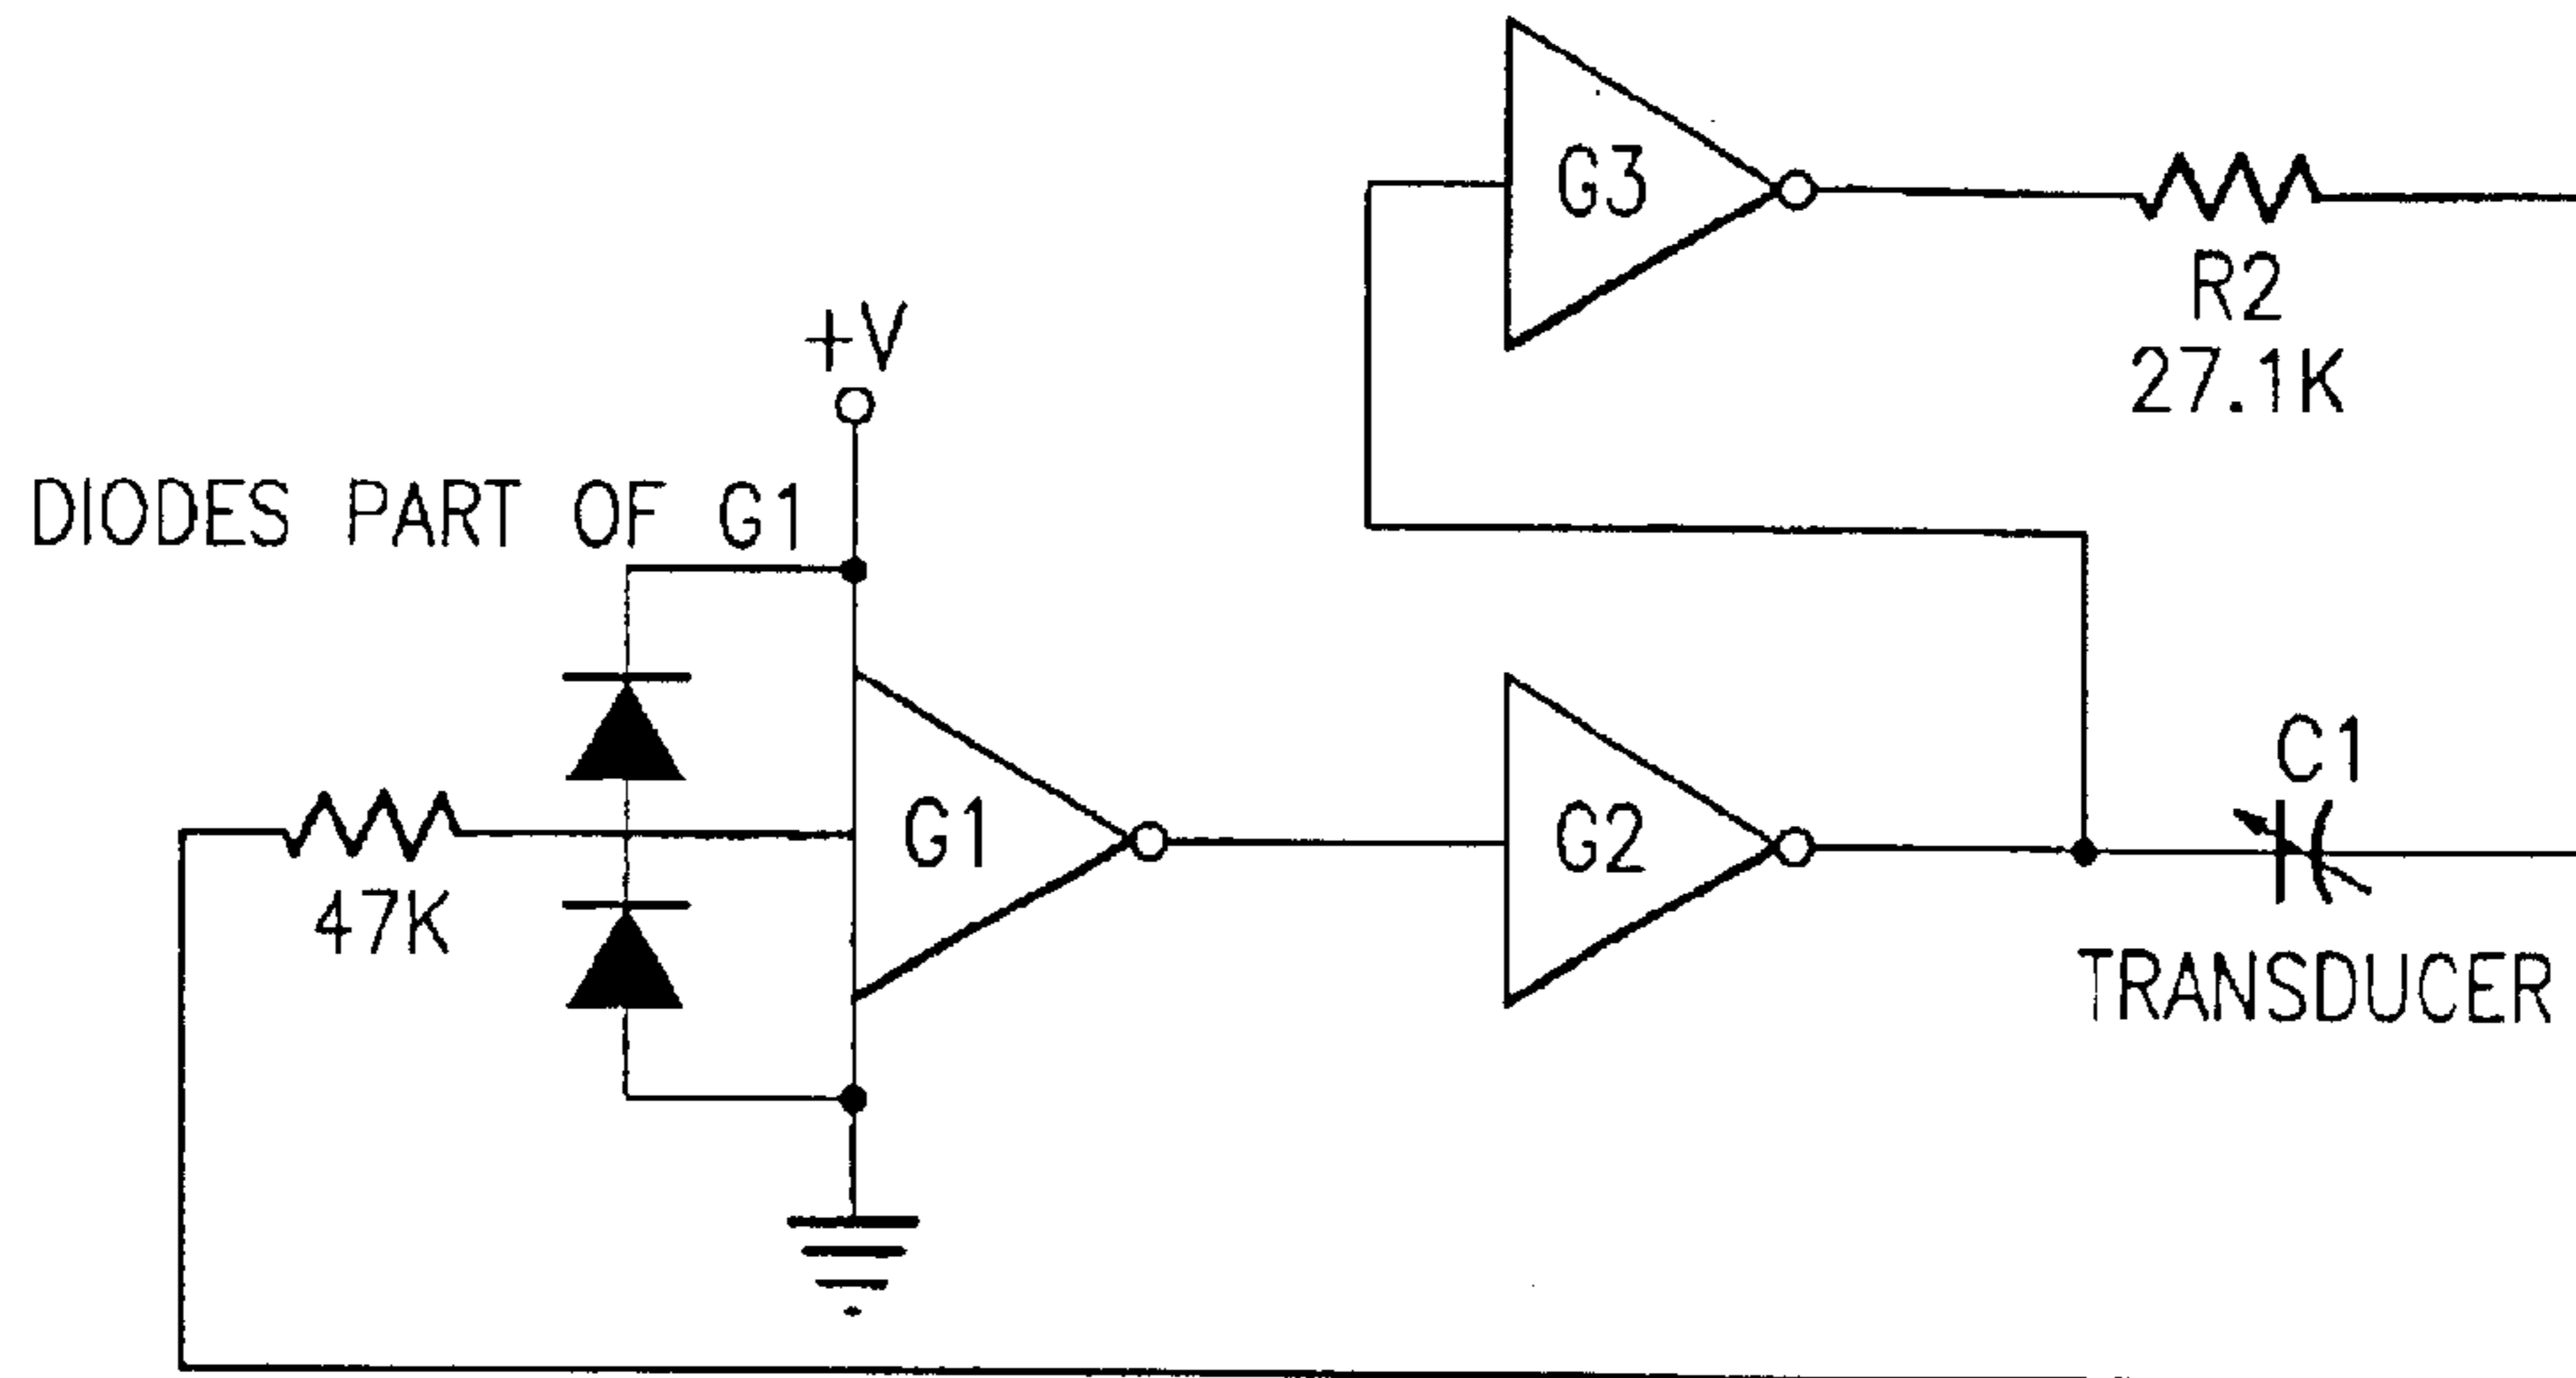 G3
R2
27.1K
+V
DIODES PART OF G1
C1
G1
G2
47K
TRANSDUCER